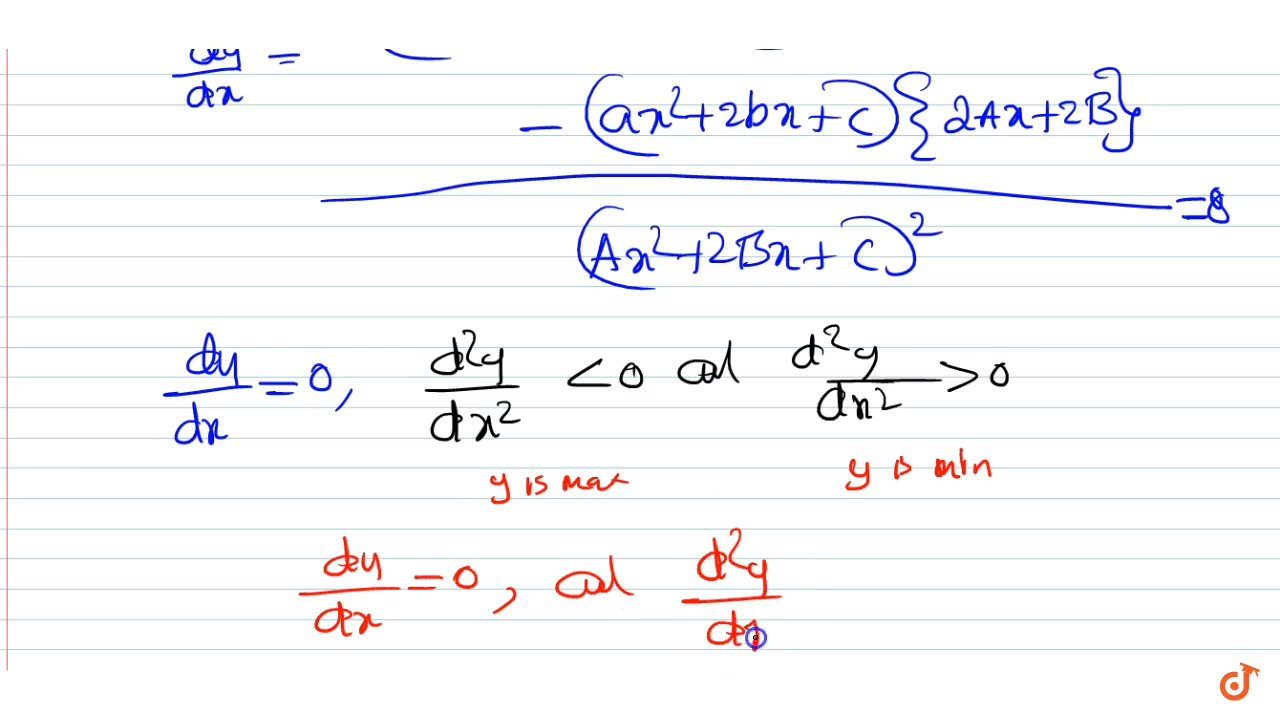 dy/dx =
- (ax²+2bx+c){2Ax+2B}
= 0
(Ax²+2Bx+c)²
dy/dx = 0, d²y/dx² < 0 and d²y/dx² > 0
y is max y is min
dy/dx = 0, and d²y/dx